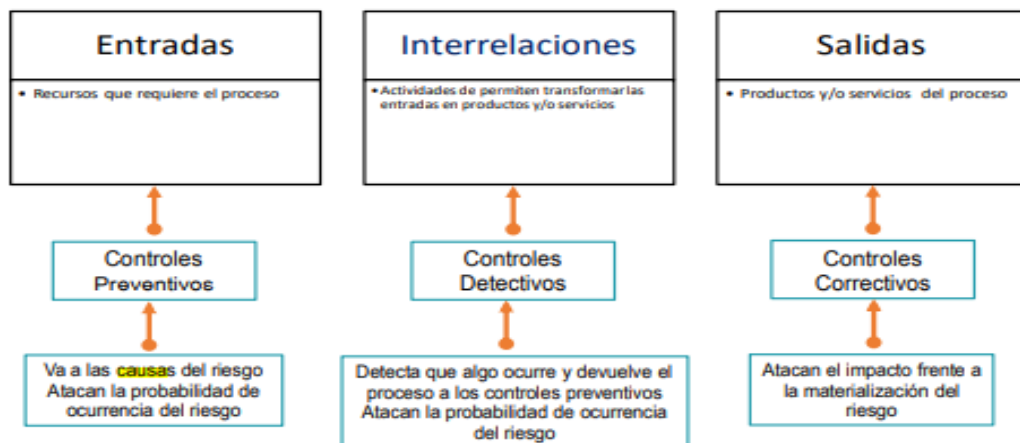 Entradas
• Recursos que requiere el proceso
Interrelaciones
• Actividades de permiten transformar las
entradas en productos y/o servicios
Salidas
• Productos y/o servicios del proceso
Controles
Preventivos
Controles
Detectivos
Controles
Correctivos
Va a las causas del riesgo
Atacan la probabilidad de
ocurrencia del riesgo
Detecta que algo ocurre y devuelve el
proceso a los controles preventivos
Atacan la probabilidad de ocurrencia
del riesgo
Atacan el impacto frente a
la materialización del
riesgo